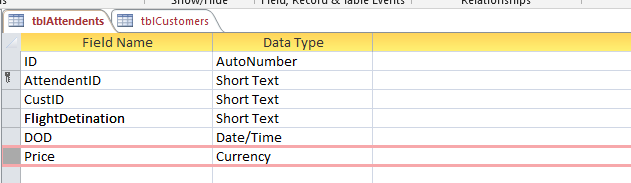 Show/Hide Field, Record & Table Events Relationships
tblAttendents tblCustomers
Field Name Data Type
ID AutoNumber
AttendentID Short Text
CustID Short Text
FlightDetination Short Text
DOD Date/Time
Price Currency